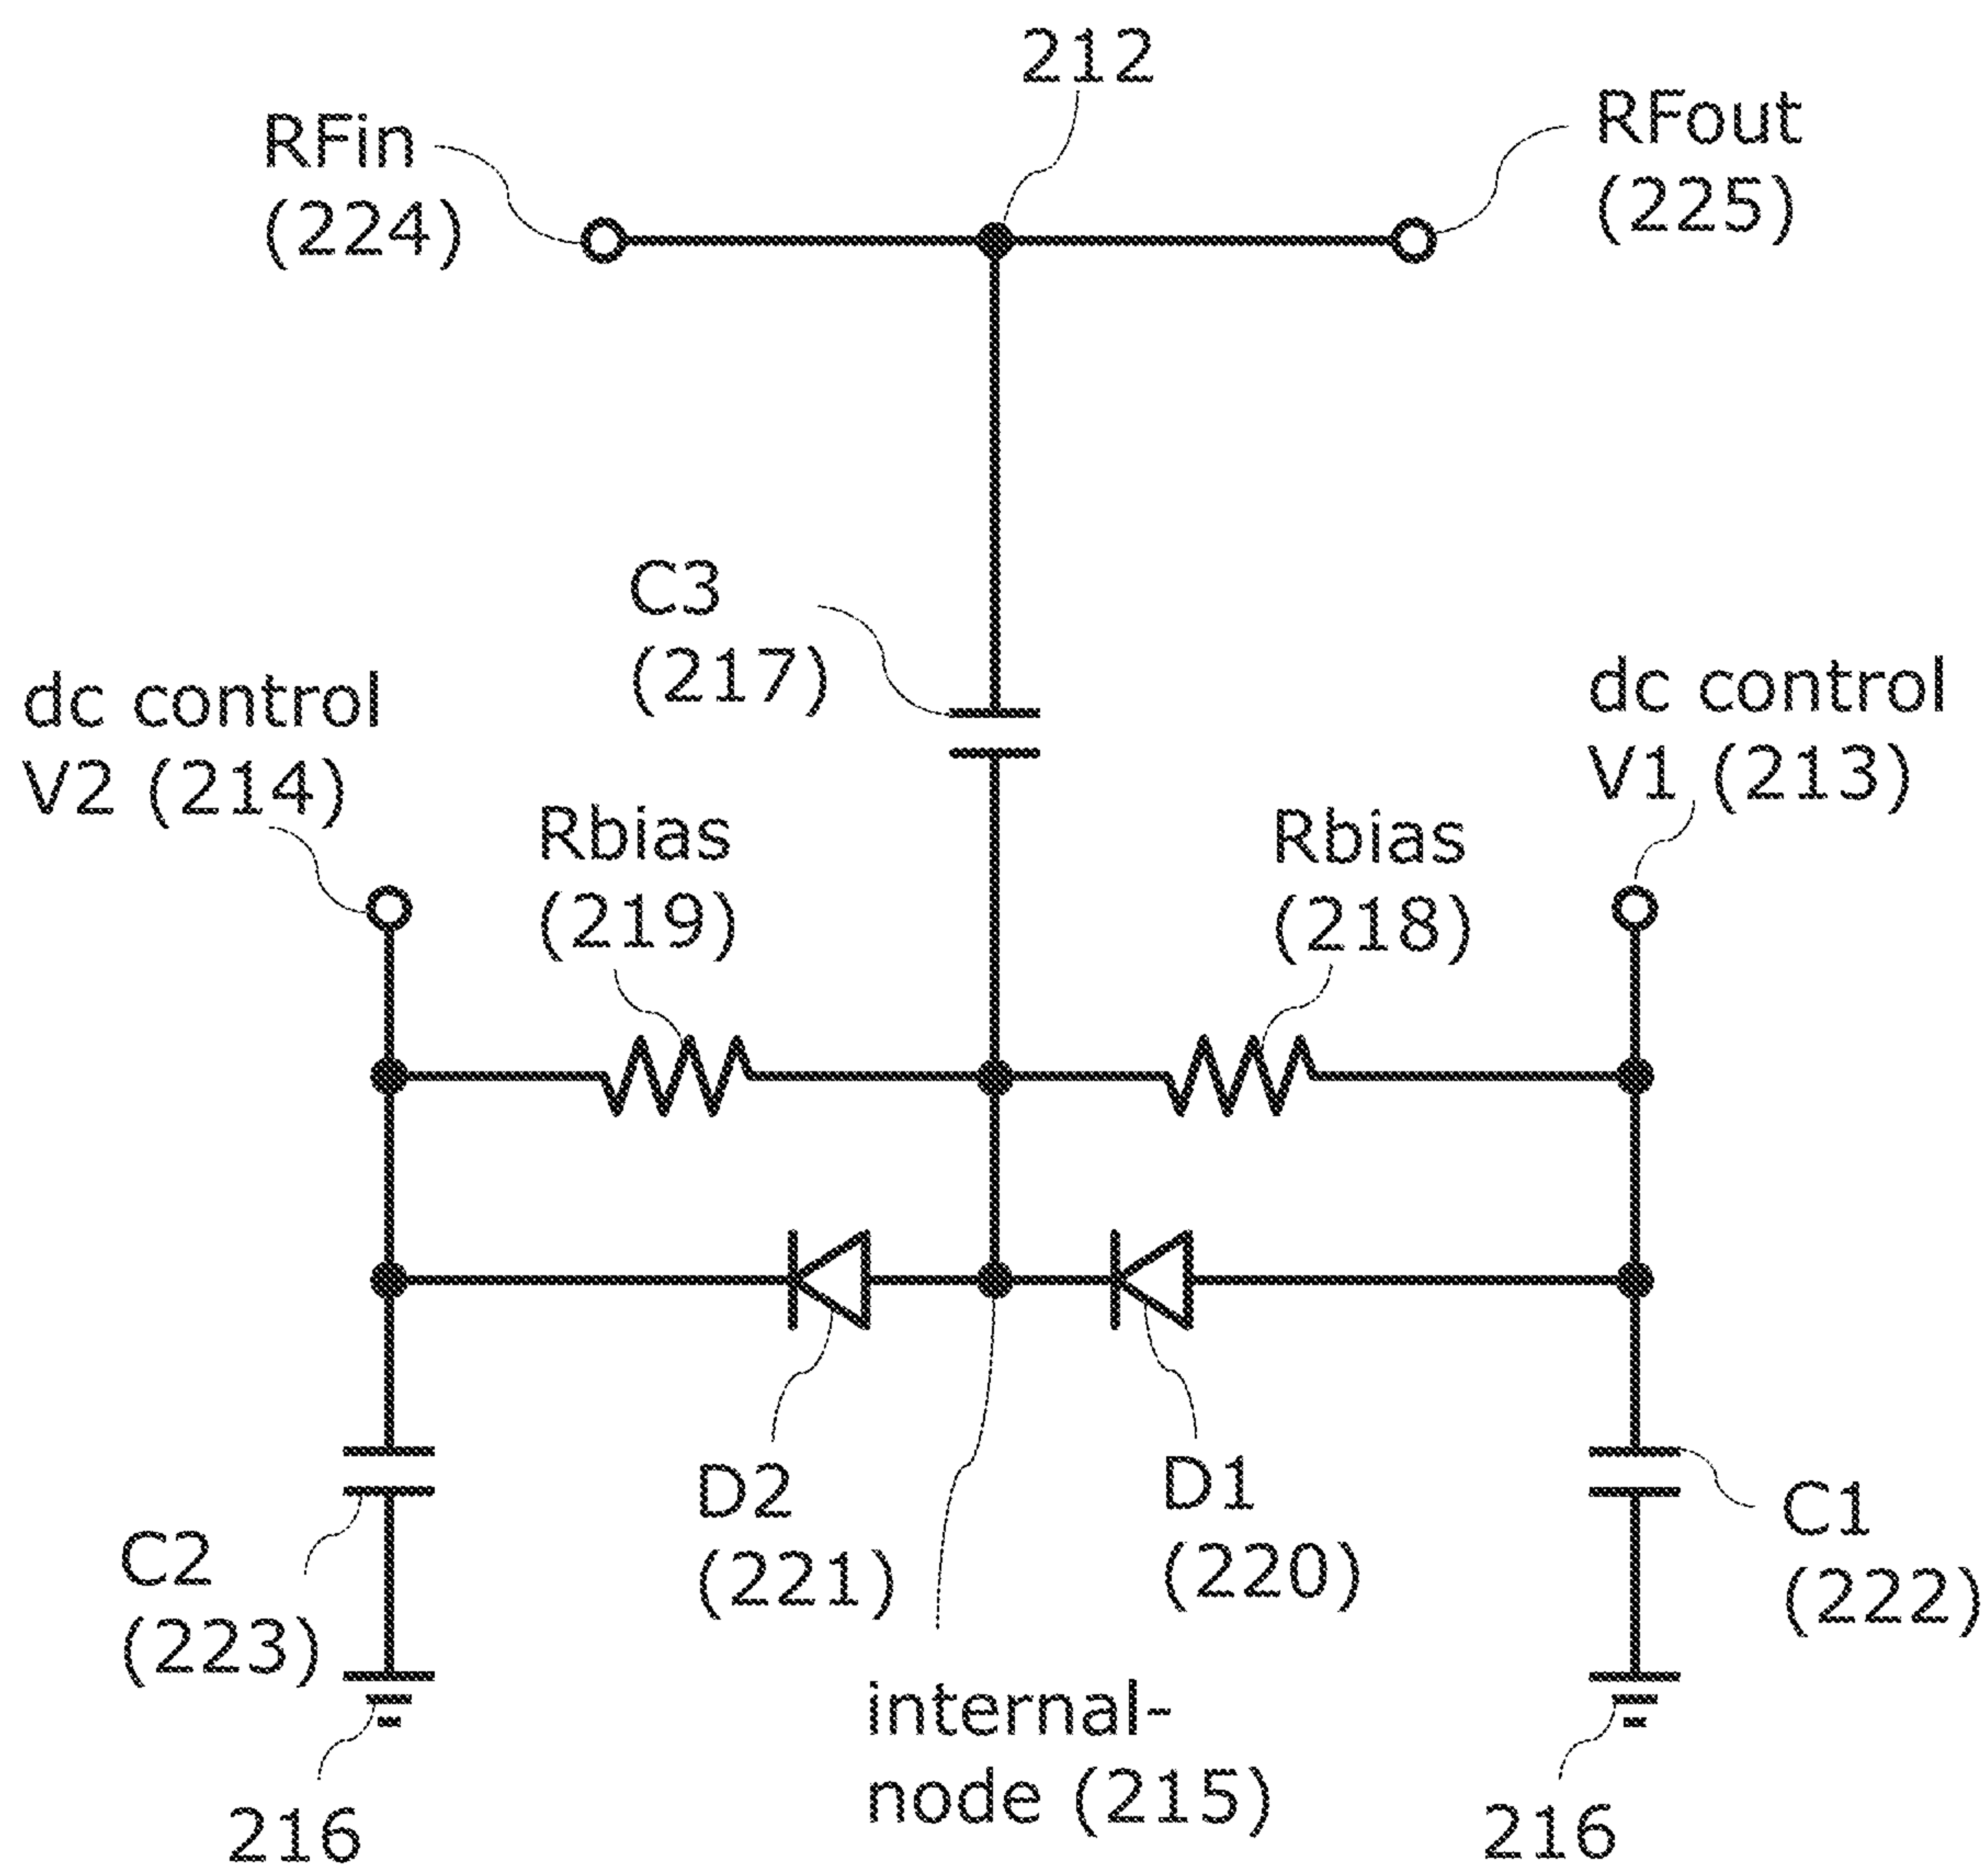 212
RFin
(224)
RFout
(225)
C3
(217)
dc control
V2 (214)
dc control
V1 (213)
Rbias
(219)
Rbias
(218)
D2
(221)
D1
(220)
C2
(223)
C1
(222)
internal-
node (215)
216
216